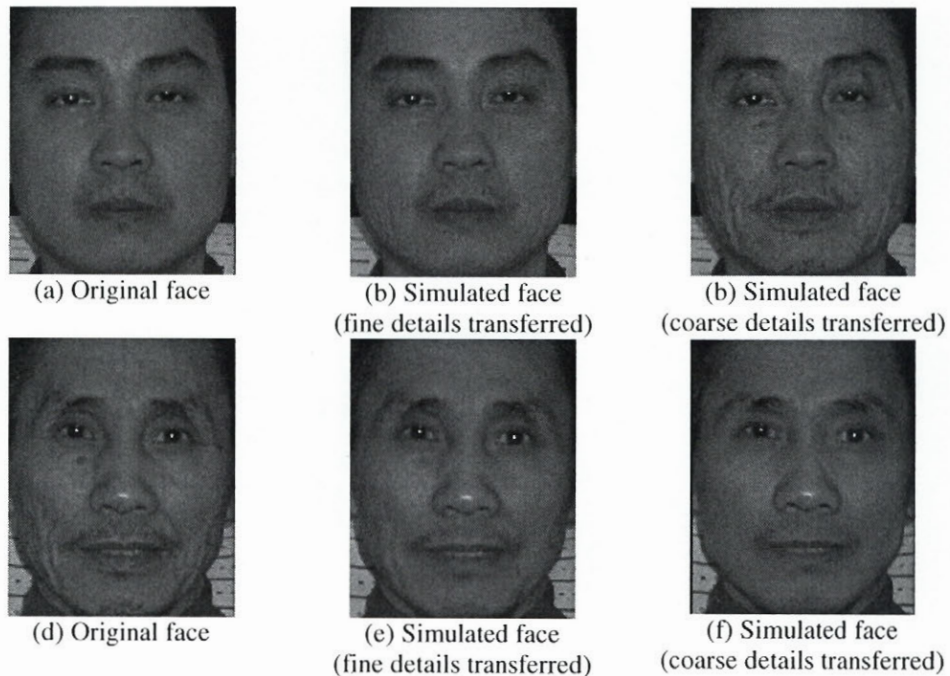 (a) Original face
(b) Simulated face
(fine details transferred)
(b) Simulated face
(coarse details transferred)
(d) Original face
(e) Simulated face
(fine details transferred)
(f) Simulated face
(coarse details transferred)